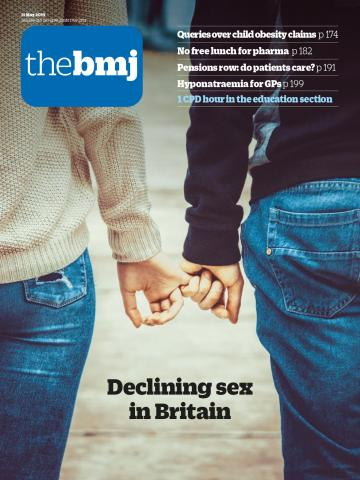 thebmj
Queries over child obesity claims p 174
No free lunch for pharma p 182
Pensions row: do patients care? p 191
Hyponatraemia for GPs p 199
1 CPD hour in the education section
Declining sex
in Britain